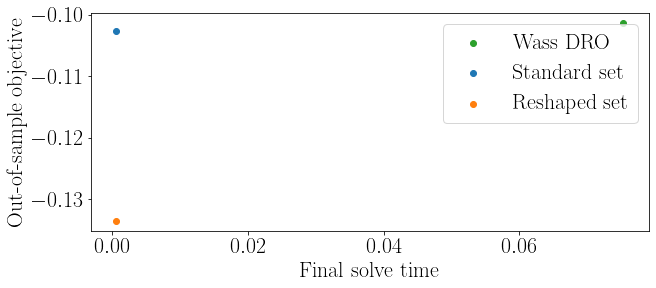 Out-of-sample objective
−0.10
−0.11
−0.12
−0.13
Wass DRO
Standard set
Reshaped set
0.00 0.02 0.04 0.06
Final solve time